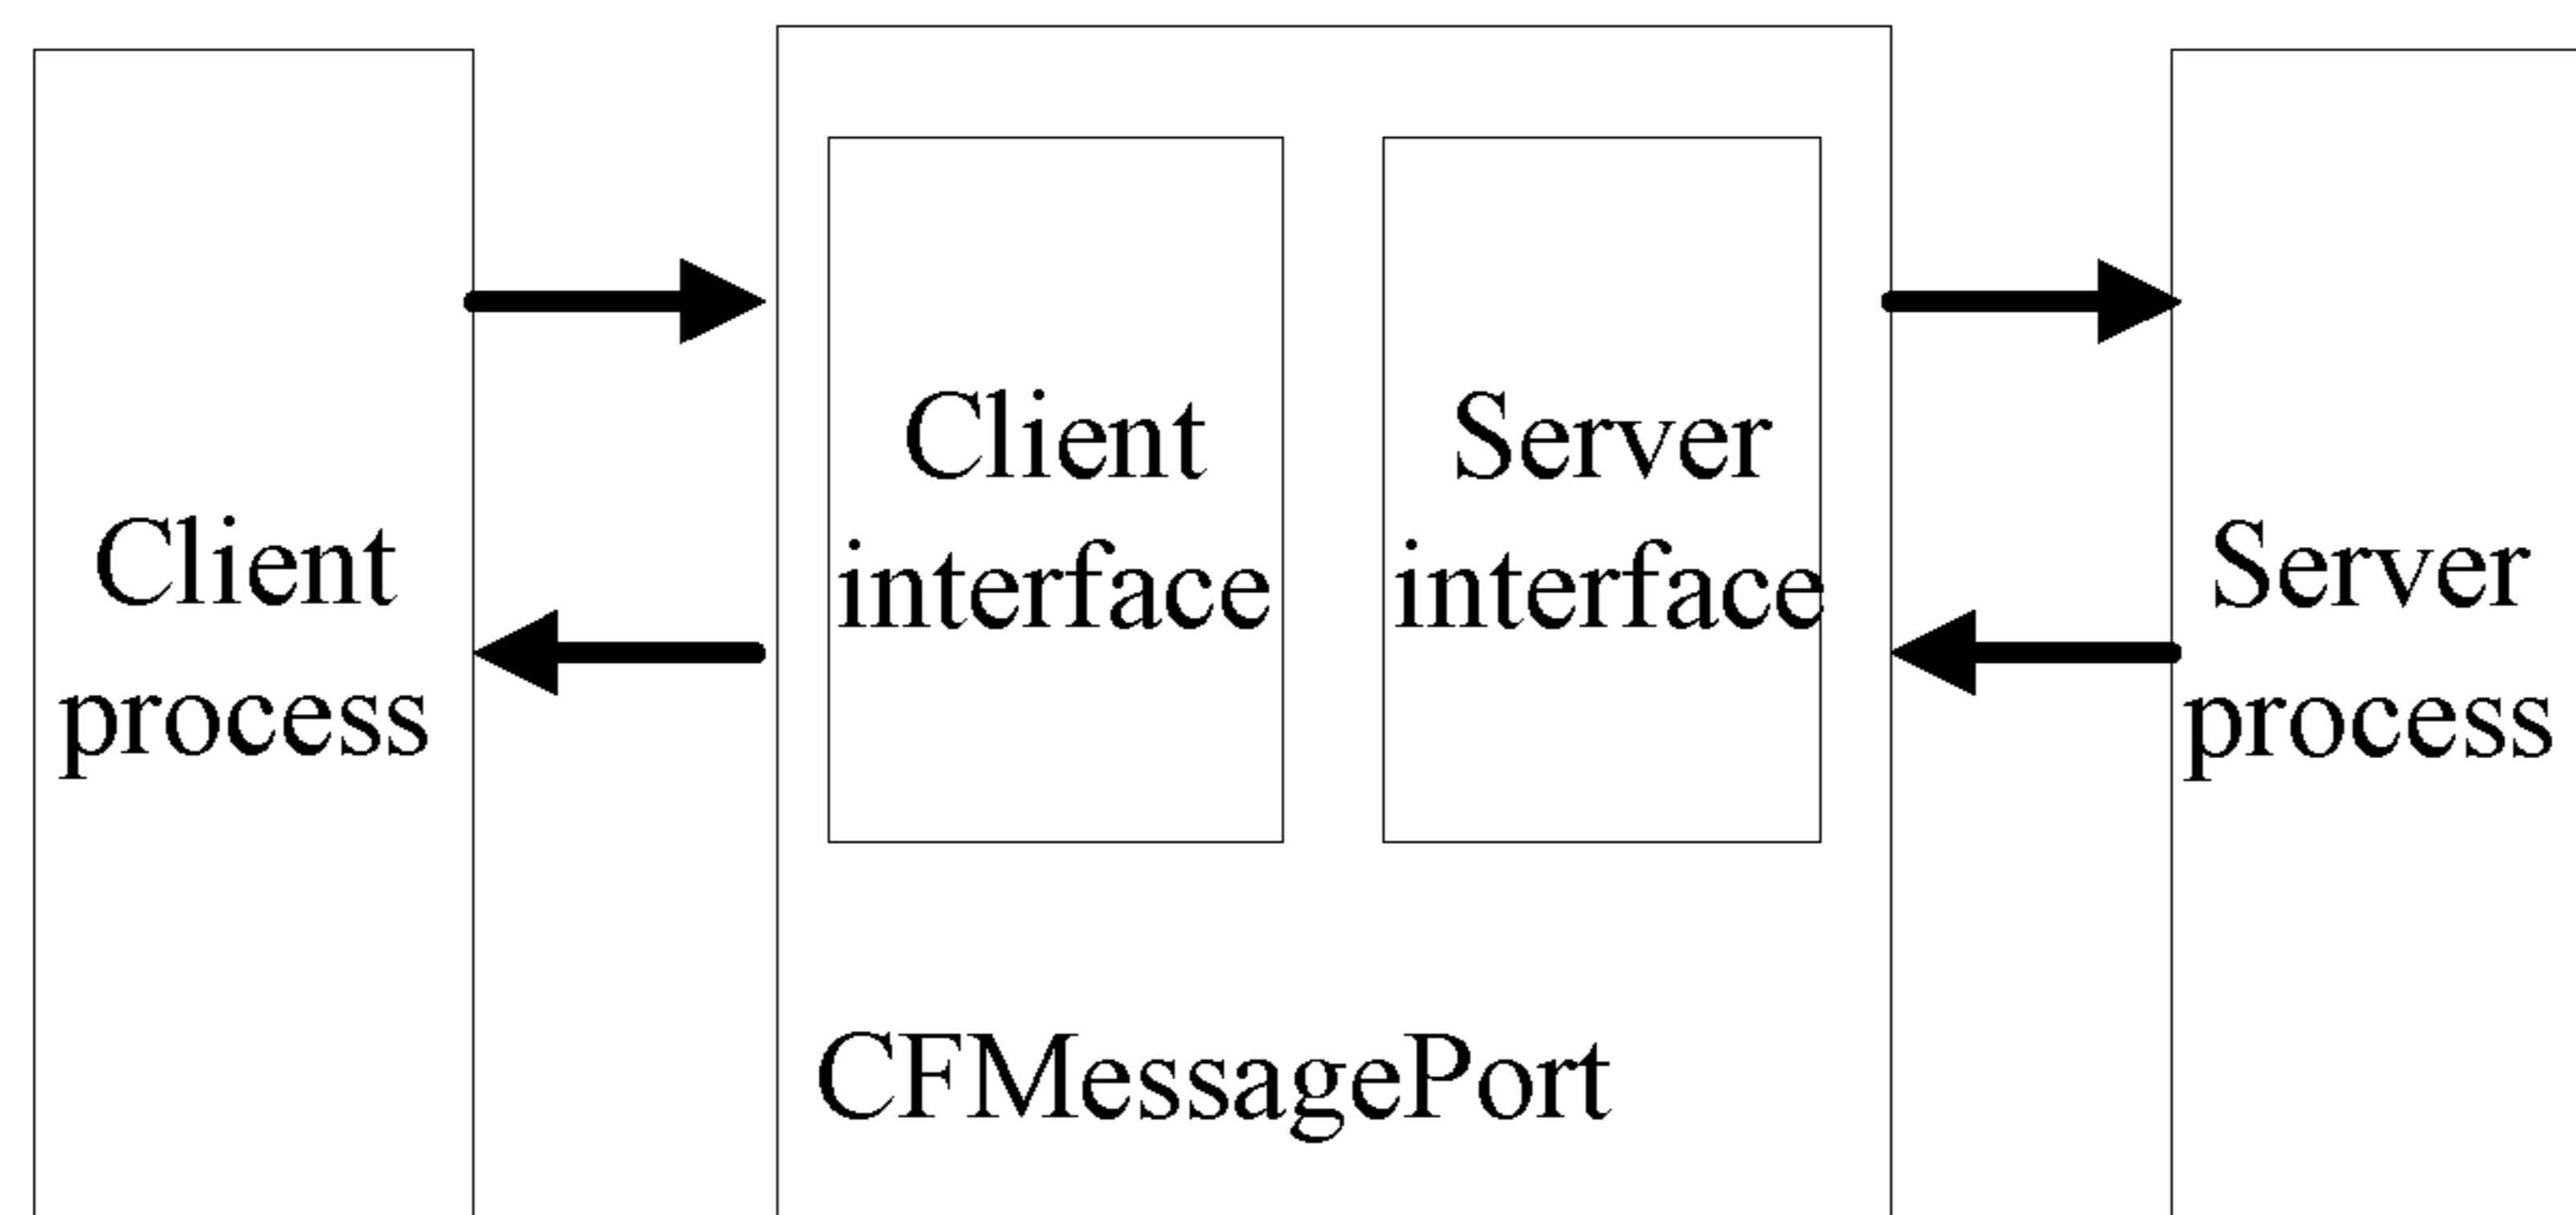 Client
process
Client
interface
Server
interface
CFMessagePort
Server
process